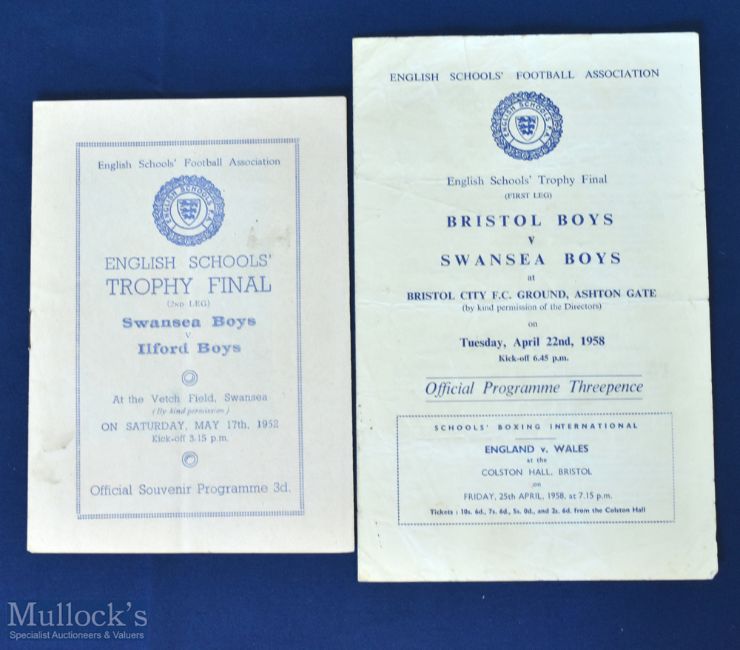 English Schools' Football Association
ENGLISH SCHOOLS' F.A.
ENGLISH SCHOOLS'
TROPHY FINAL
(2ND LEG)
Swansea Boys
v
Ilford Boys
At the Vetch Field, Swansea
(By kind permission)
ON SATURDAY, MAY 17th, 1952
Kick-off 3.15 p.m.
Official Souvenir Programme 3d.
ENGLISH SCHOOLS' FOOTBALL ASSOCIATION
ENGLISH SCHOOLS F.A.
English Schools' Trophy Final
(FIRST LEG)
BRISTOL BOYS
V
SWANSEA BOYS
at
BRISTOL CITY F.C. GROUND, ASHTON GATE
(by kind permission of the Directors)
on
Tuesday, April 22nd, 1958
Kick-off 6.45 p.m.
Official Programme Threepence
SCHOOLS' BOXING INTERNATIONAL
ENGLAND v. WALES
at the
COLSTON HALL, BRISTOL
on
FRIDAY, 25th APRIL, 1958, at 7.15 p.m.
Tickets : 10s. 6d., 7s. 6d., 5s. 0d., and 2s. 6d. from the Colston Hall
Mullock's
Specialist Auctioneers & Valuers